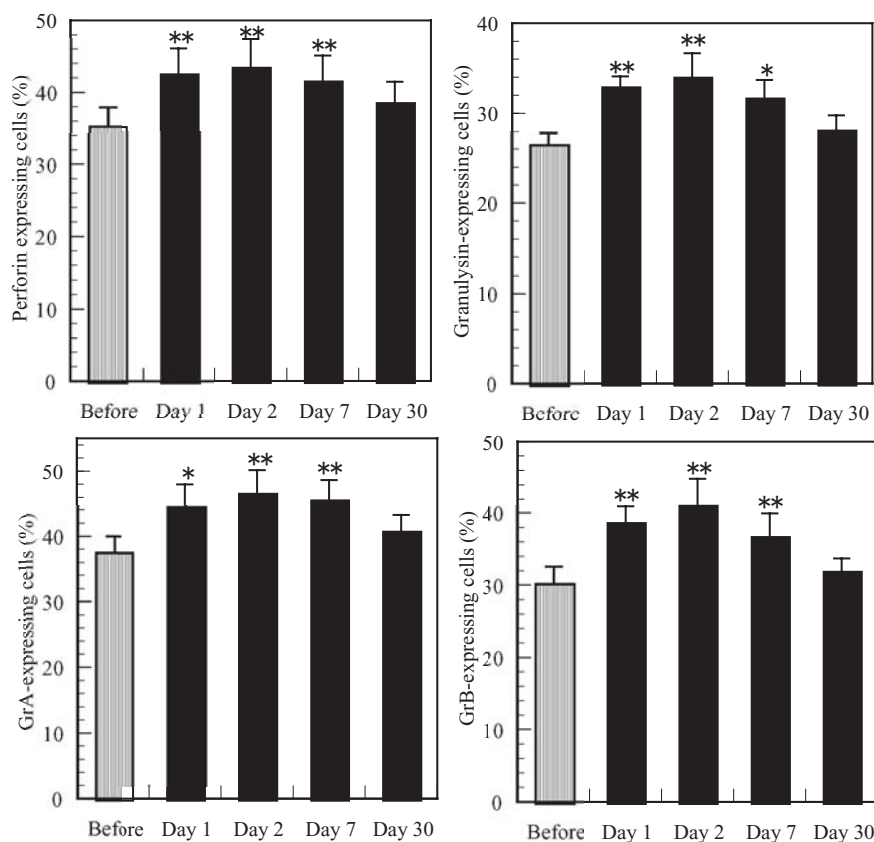 Perforin expressing cells (%)
50
40
30
20
10
0
** ** **
Before Day 1 Day 2 Day 7 Day 30
Granulysin-expressing cells (%)
40
30
20
10
0
** ** *
Before Day 1 Day 2 Day 7 Day 30
GrA-expressing cells (%)
50
40
30
20
10
0
* ** **
Before Day 1 Day 2 Day 7 Day 30
GrB-expressing cells (%)
50
40
30
20
10
0
** ** **
Before Day 1 Day 2 Day 7 Day 30